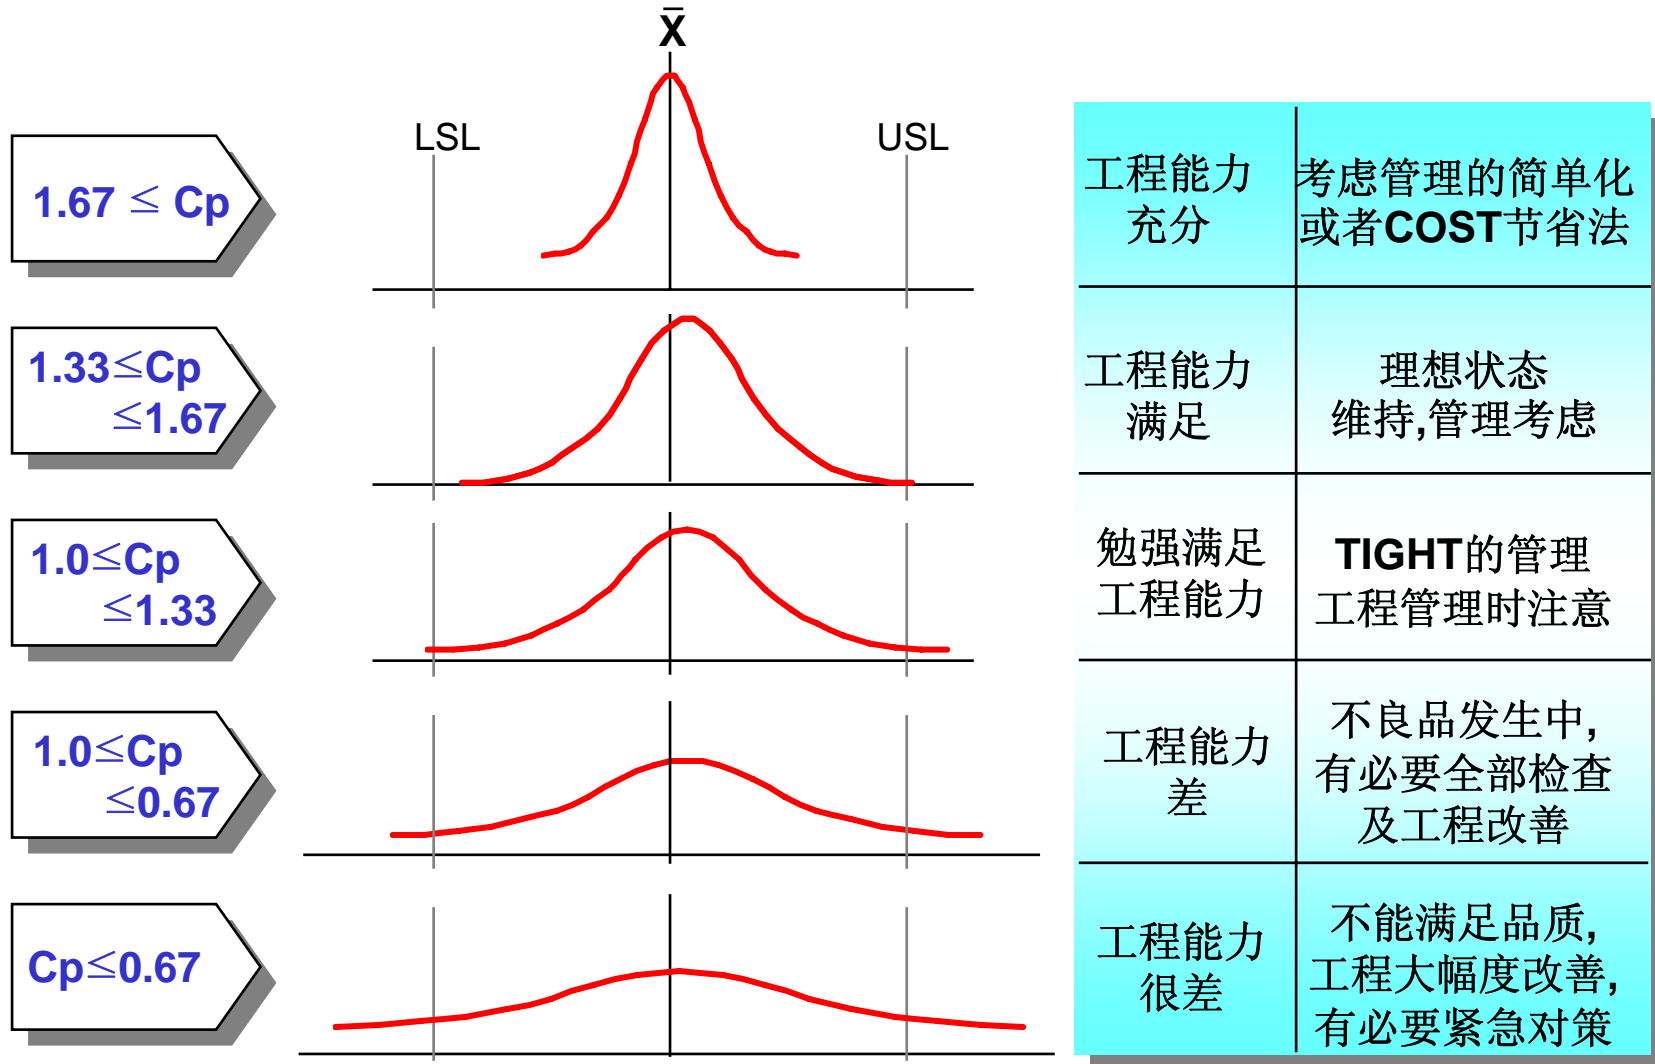 X̄
LSL
USL
1.67 ≤ Cp
工程能力
充分
考虑管理的简单化
或者COST节省法
1.33≤Cp
≤1.67
工程能力
满足
理想状态
维持,管理考虑
1.0≤Cp
≤1.33
勉强满足
工程能力
TIGHT的管理
工程管理时注意
1.0≤Cp
≤0.67
工程能力
差
不良品发生中,
有必要全部检查
及工程改善
Cp≤0.67
工程能力
很差
不能满足品质,
工程大幅度改善,
有必要紧急对策